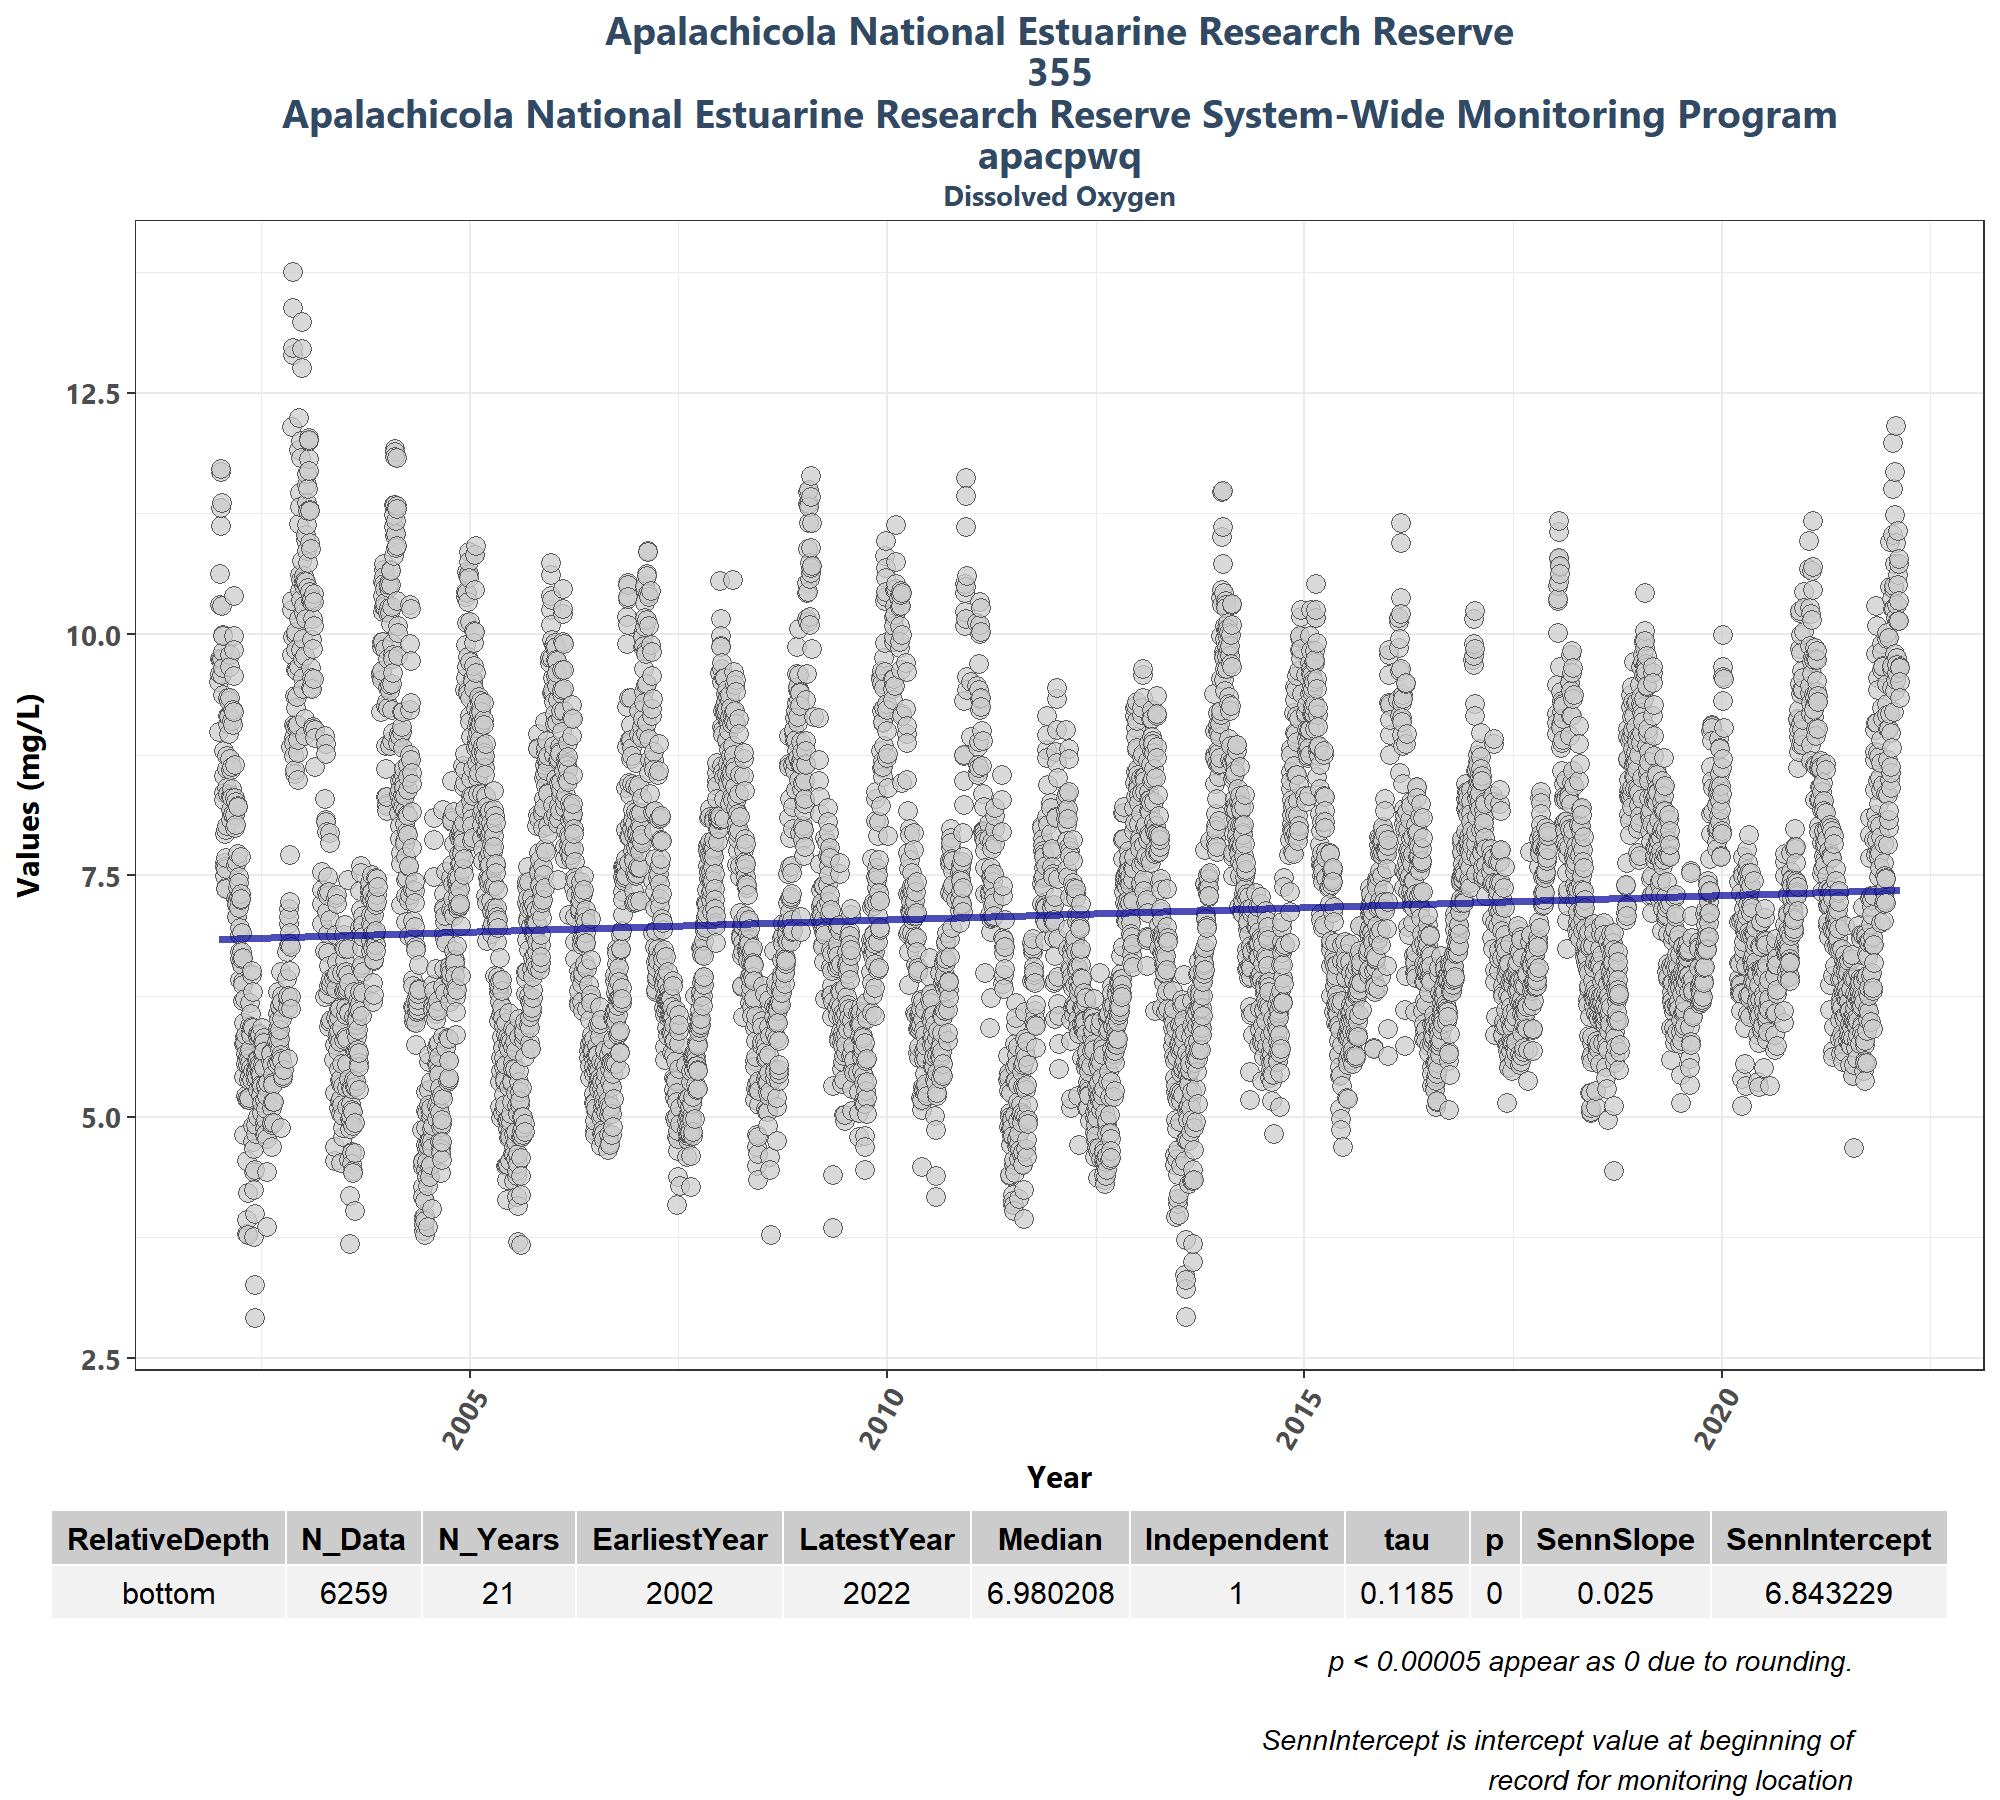 Apalachicola National Estuarine Research Reserve
355
Apalachicola National Estuarine Research Reserve System-Wide Monitoring Program
apacpwq
Dissolved Oxygen
Values (mg/L)
12.5
10.0
7.5
5.0
2.5
2005 2010 2015 2020
Year
RelativeDepth N_Data N_Years EarliestYear LatestYear Median Independent tau p SennSlope SennIntercept
bottom 6259 21 2002 2022 6.980208 1 0.1185 0 0.025 6.843229
p < 0.00005 appear as 0 due to rounding.
SennIntercept is intercept value at beginning of
record for monitoring location